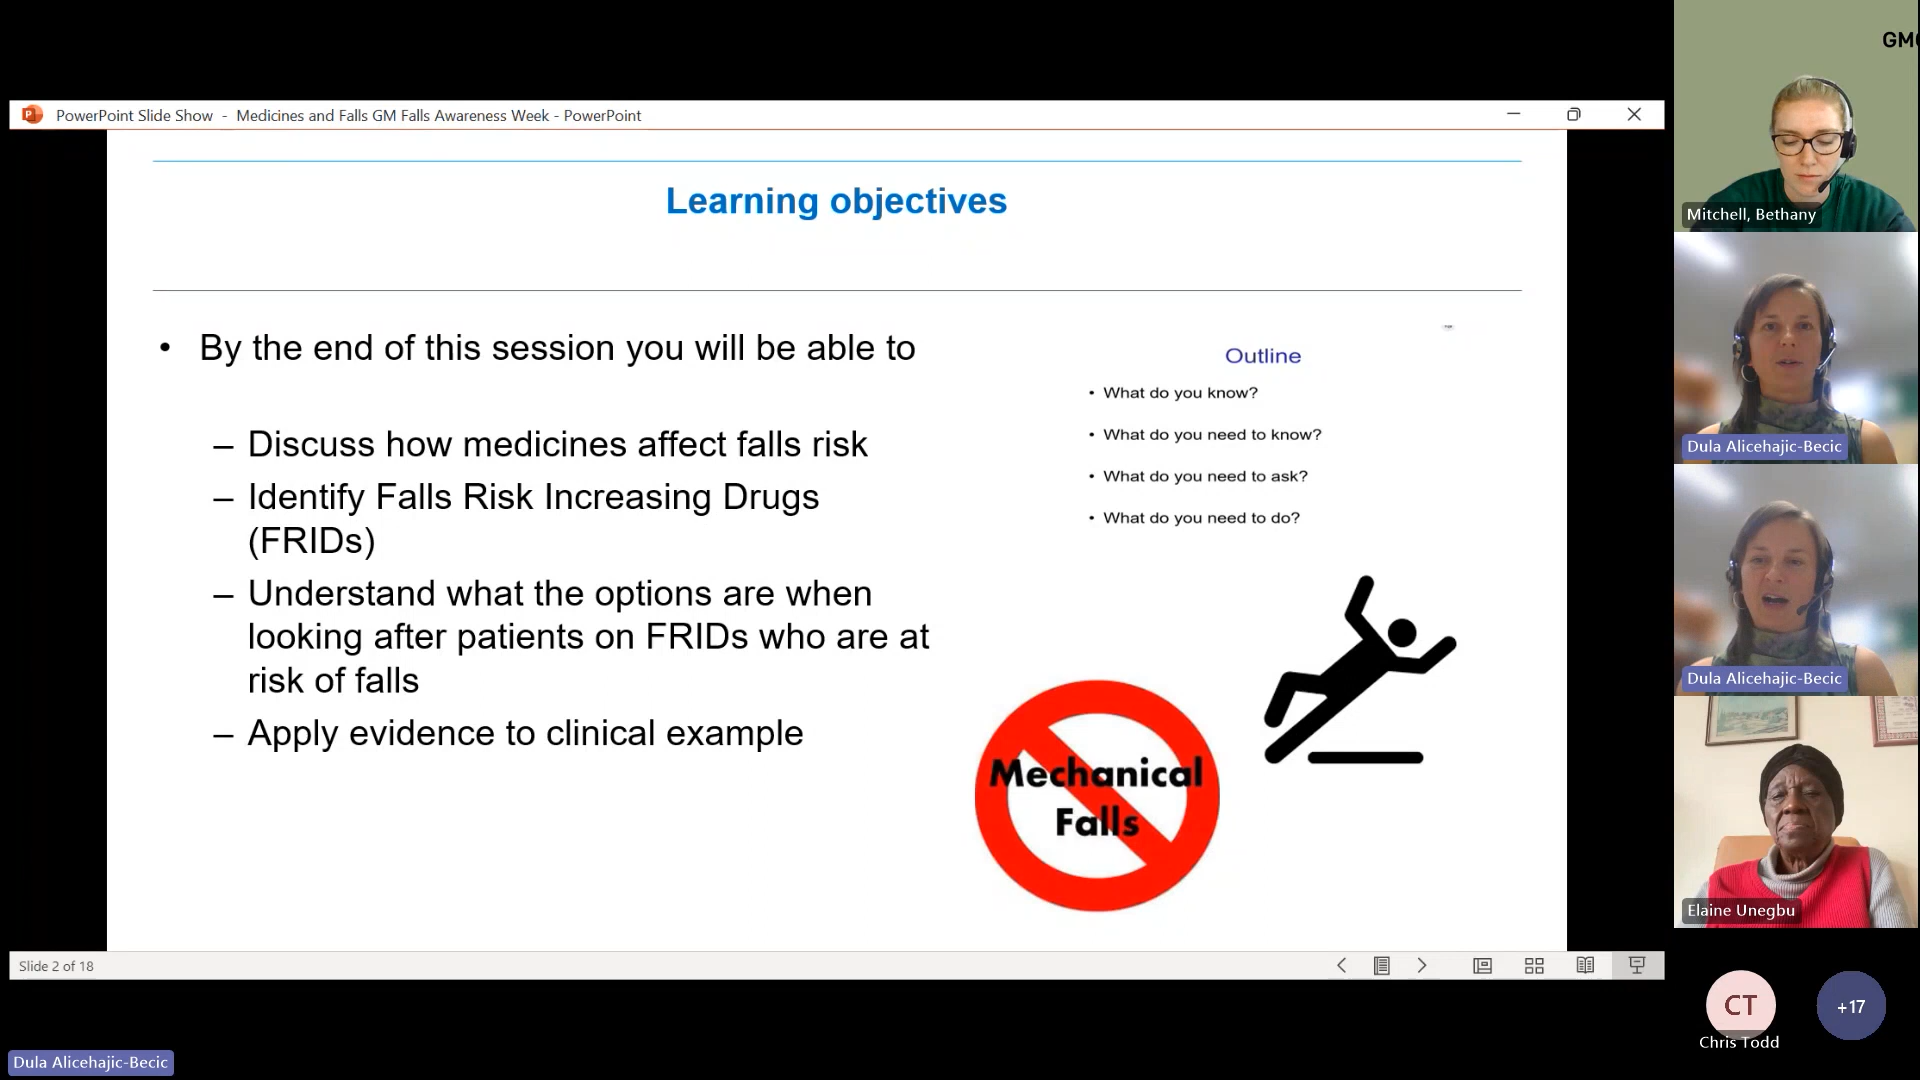 PowerPoint Slide Show - Medicines and Falls GM Falls Awareness Week - PowerPoint
Learning objectives
• By the end of this session you will be able to
– Discuss how medicines affect falls risk
– Identify Falls Risk Increasing Drugs
(FRIDs)
– Understand what the options are when
looking after patients on FRIDs who are at
risk of falls
– Apply evidence to clinical example
Outline
• What do you know?
• What do you need to know?
• What do you need to ask?
• What do you need to do?
Mechanical
Falls
Slide 2 of 18
Dula Alicehajic-Becic
Mitchell, Bethany
Dula Alicehajic-Becic
Dula Alicehajic-Becic
Elaine Unegbu
CT
Chris Todd
+17